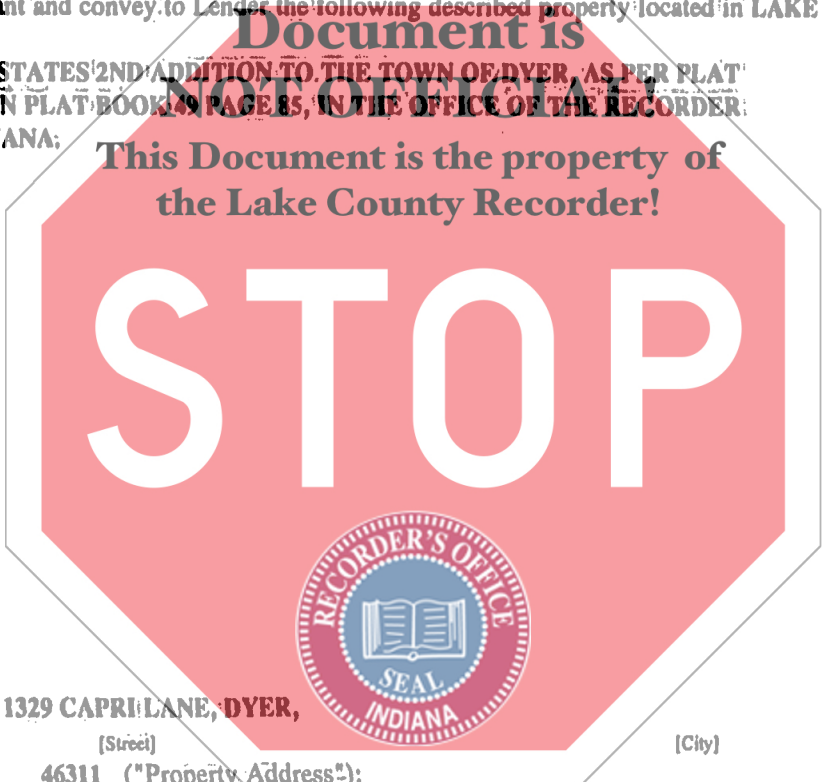 nt and convey to Lender the following described property located in LAKE
Document is
STATES 2ND ADDITION TO THE TOWN OF DYER, AS PER PLAT
NOT OFFICIAL!
N PLAT BOOK 49 PAGE 85, IN THE OFFICE OF THE RECORDER
ANA:
This Document is the property of
the Lake County Recorder!
STOP
RECORDER'S OFFICE
SEAL
INDIANA
1329 CAPRI LANE, DYER,
[Street] [City]
46311 ("Property Address");